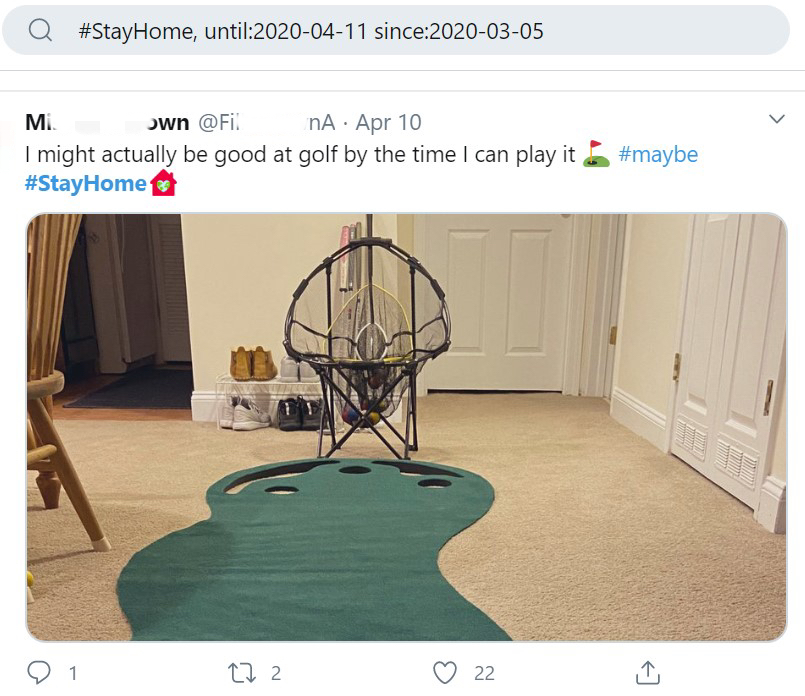 #StayHome, until:2020-04-11 since:2020-03-05
· Apr 10
I might actually be good at golf by the time I can play it ⛳ #maybe
#StayHome
1 2 22